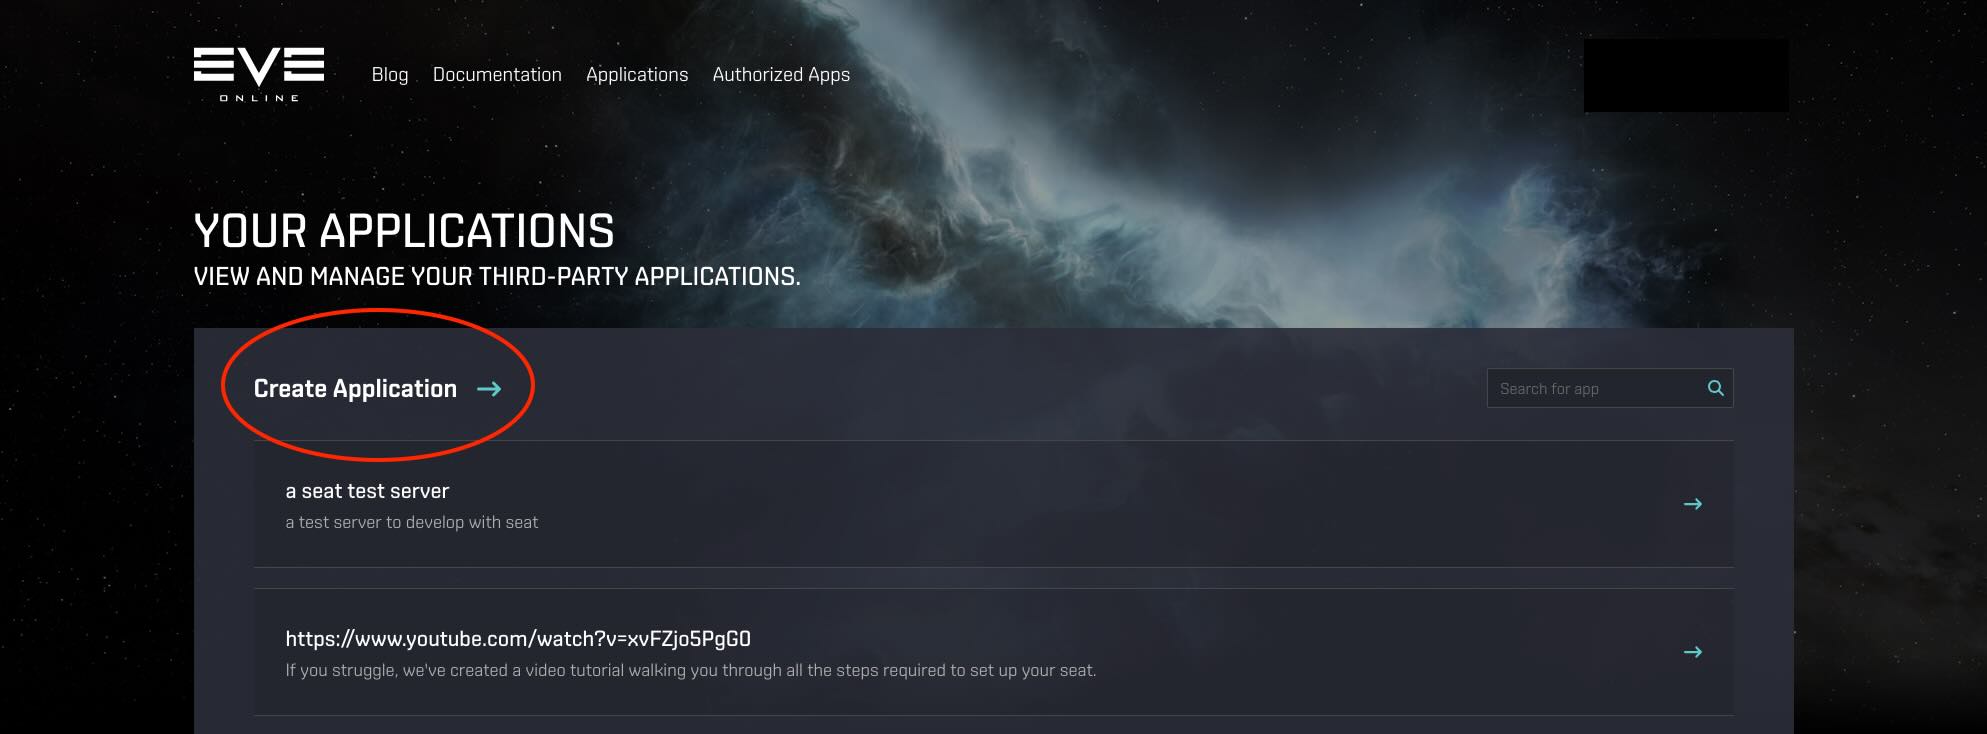 EVE
ONLINE
Blog Documentation Applications Authorized Apps
YOUR APPLICATIONS
VIEW AND MANAGE YOUR THIRD-PARTY APPLICATIONS.
Create Application →
Search for app
a seat test server
a test server to develop with seat
https://www.youtube.com/watch?v=xvFZjo5PgG0
If you struggle, we've created a video tutorial walking you through all the steps required to set up your seat.